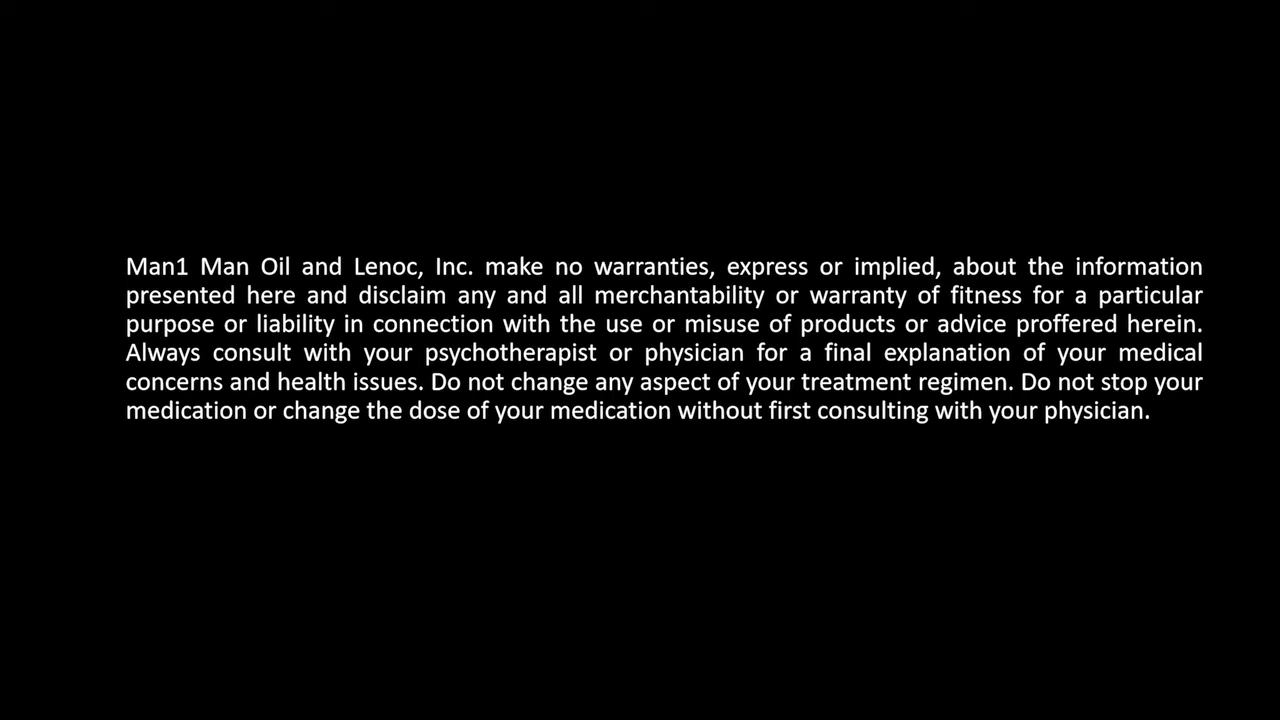 Man1 Man Oil and Lenoc, Inc. make no warranties, express or implied, about the information
presented here and disclaim any and all merchantability or warranty of fitness for a particular
purpose or liability in connection with the use or misuse of products or advice proffered herein.
Always consult with your psychotherapist or physician for a final explanation of your medical
concerns and health issues. Do not change any aspect of your treatment regimen. Do not stop your
medication or change the dose of your medication without first consulting with your physician.